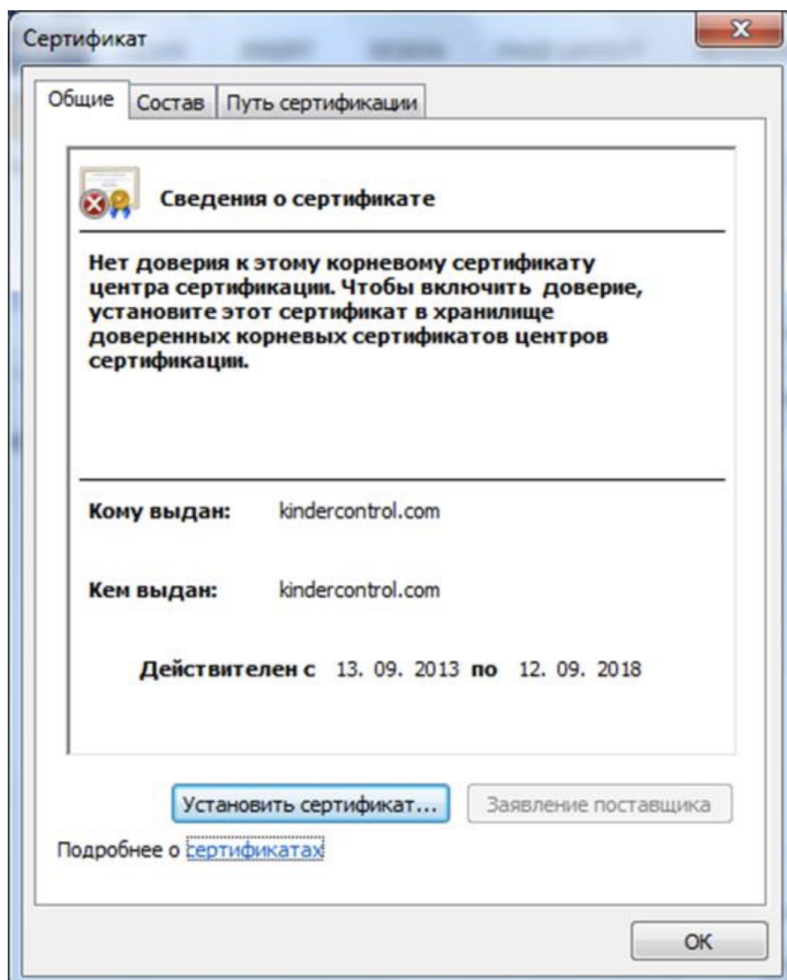 Сертификат
Общие
Состав
Путь сертификации
Сведения о сертификате
Нет доверия к этому корневому сертификату
центра сертификации. Чтобы включить доверие,
установите этот сертификат в хранилище
доверенных корневых сертификатов центров
сертификации.
Кому выдан: kindercontrol.com
Кем выдан: kindercontrol.com
Действителен с 13. 09. 2013 по 12. 09. 2018
Установить сертификат...
Заявление поставщика
Подробнее о сертификатах
ОК